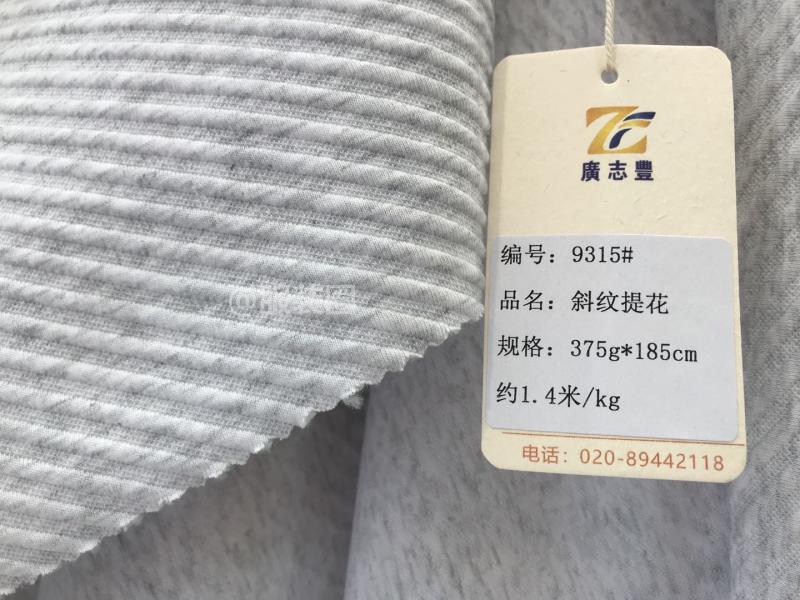 廣志豐
编号：9315#
品名：斜纹提花
规格：375g*185cm
约1.4米/kg
电话：020-89442118